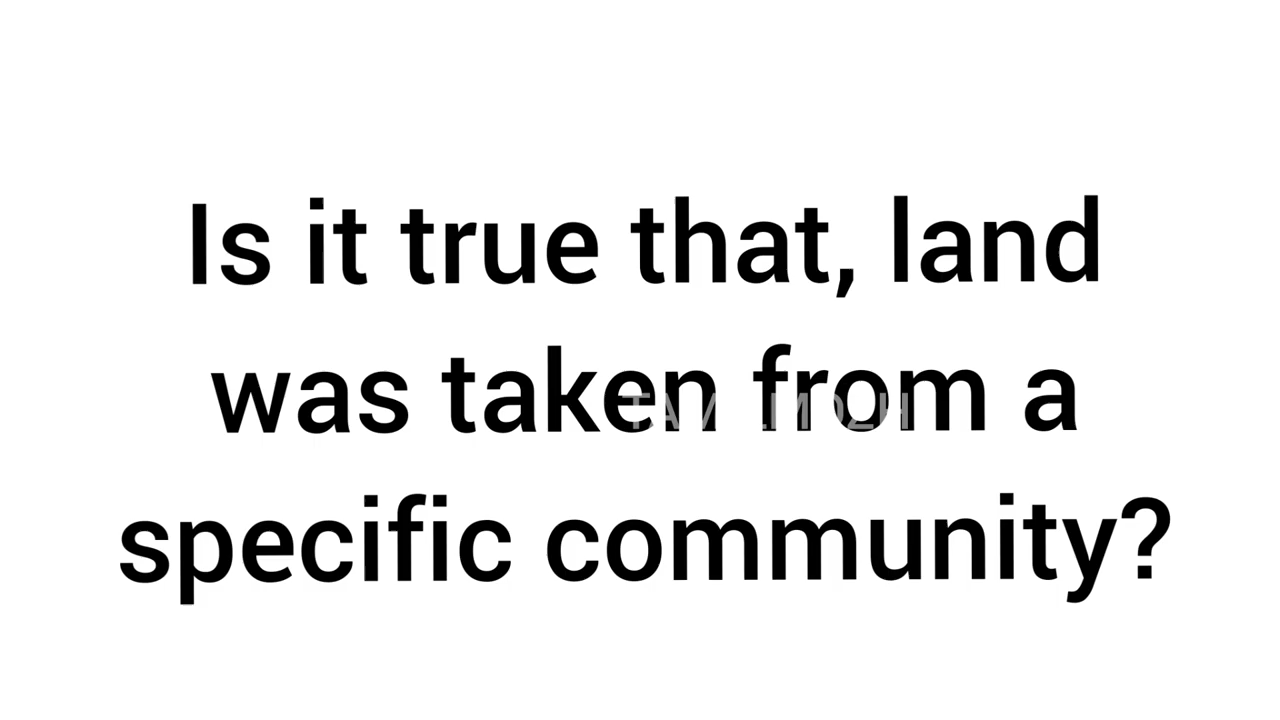 Is it true that, land
was taken from a
specific community?